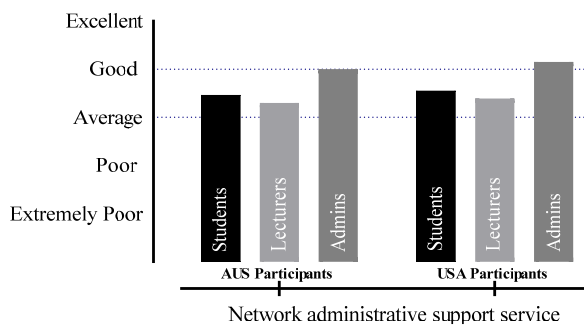 Excellent
Good
Average
Poor
Extremely Poor
Students
Lecturers
Admins
Students
Lecturers
Admins
AUS Participants
USA Participants
Network administrative support service